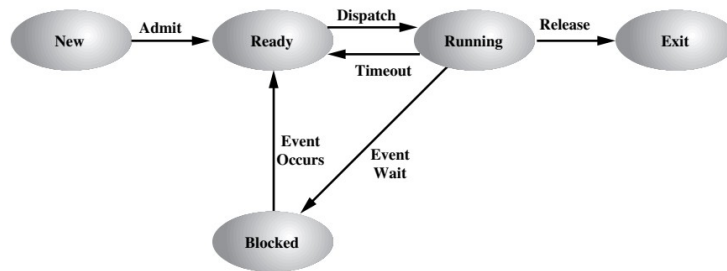 Dispatch
Admit
Release
New
Ready
Running
Exit
Timeout
Event
Occurs
Event
Wait
Blocked